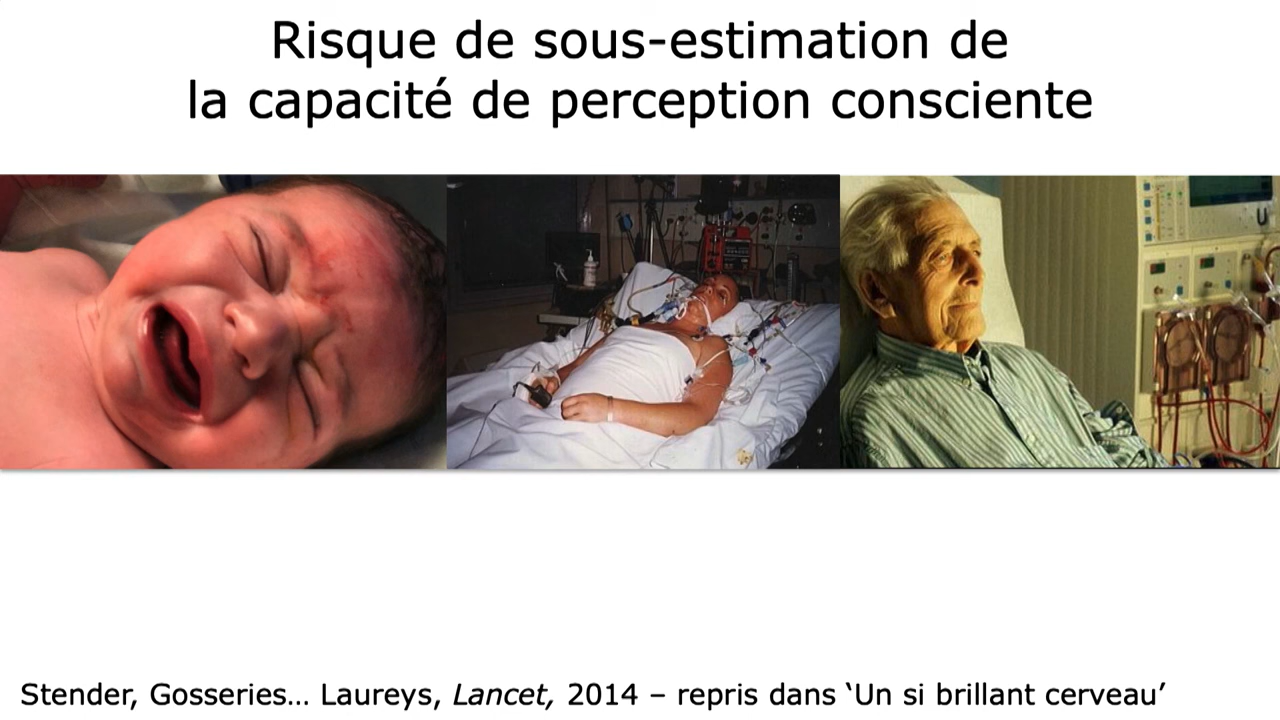 Risque de sous-estimation de
la capacité de perception consciente
Stender, Gosseries… Laureys, Lancet, 2014 – repris dans ‘Un si brillant cerveau’